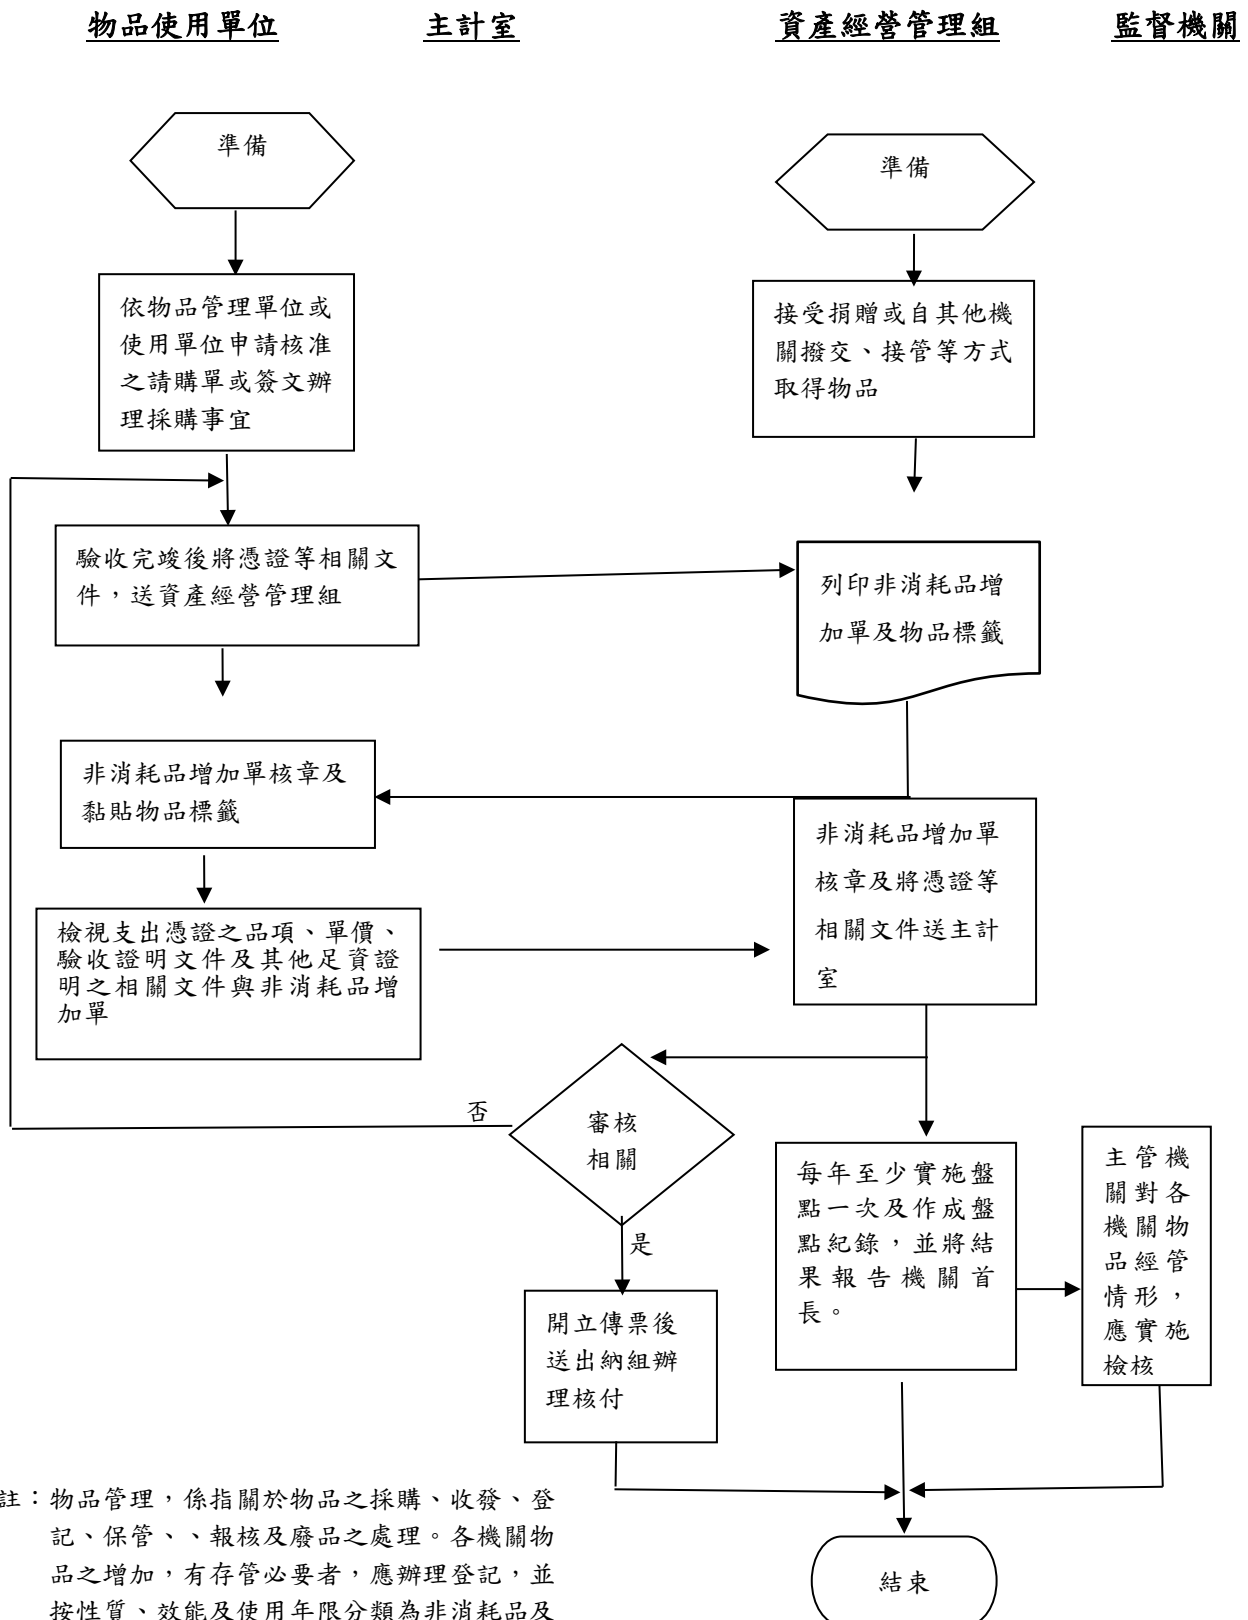 物品使用單位 主計室 資產經營管理組 監督機關
準備
準備
依物品管理單位或
使用單位申請核准
之請購單或簽文辦
理採購事宜
接受捐贈或自其他機
關撥交、接管等方式
取得物品
驗收完竣後將憑證等相關文
件，送資產經營管理組
列印非消耗品增
加單及物品標籤
非消耗品增加單核章及
黏貼物品標籤
非消耗品增加單
核章及將憑證等
相關文件送主計
室
檢視支出憑證之品項、單價、
驗收證明文件及其他足資證
明之相關文件與非消耗品增
加單
否
審核
相關
是
每年至少實施盤
點一次及作成盤
點紀錄，並將結
果報告機關首
長。
主管機
關對各
機關物
品經管
情形，
應實施
檢核
開立傳票後
送出納組辦
理核付
註：物品管理，係指關於物品之採購、收發、登
記、保管、、報核及廢品之處理。各機關物
品之增加，有存管必要者，應辦理登記，並
按性質、效能及使用年限分類為非消耗品及
結束